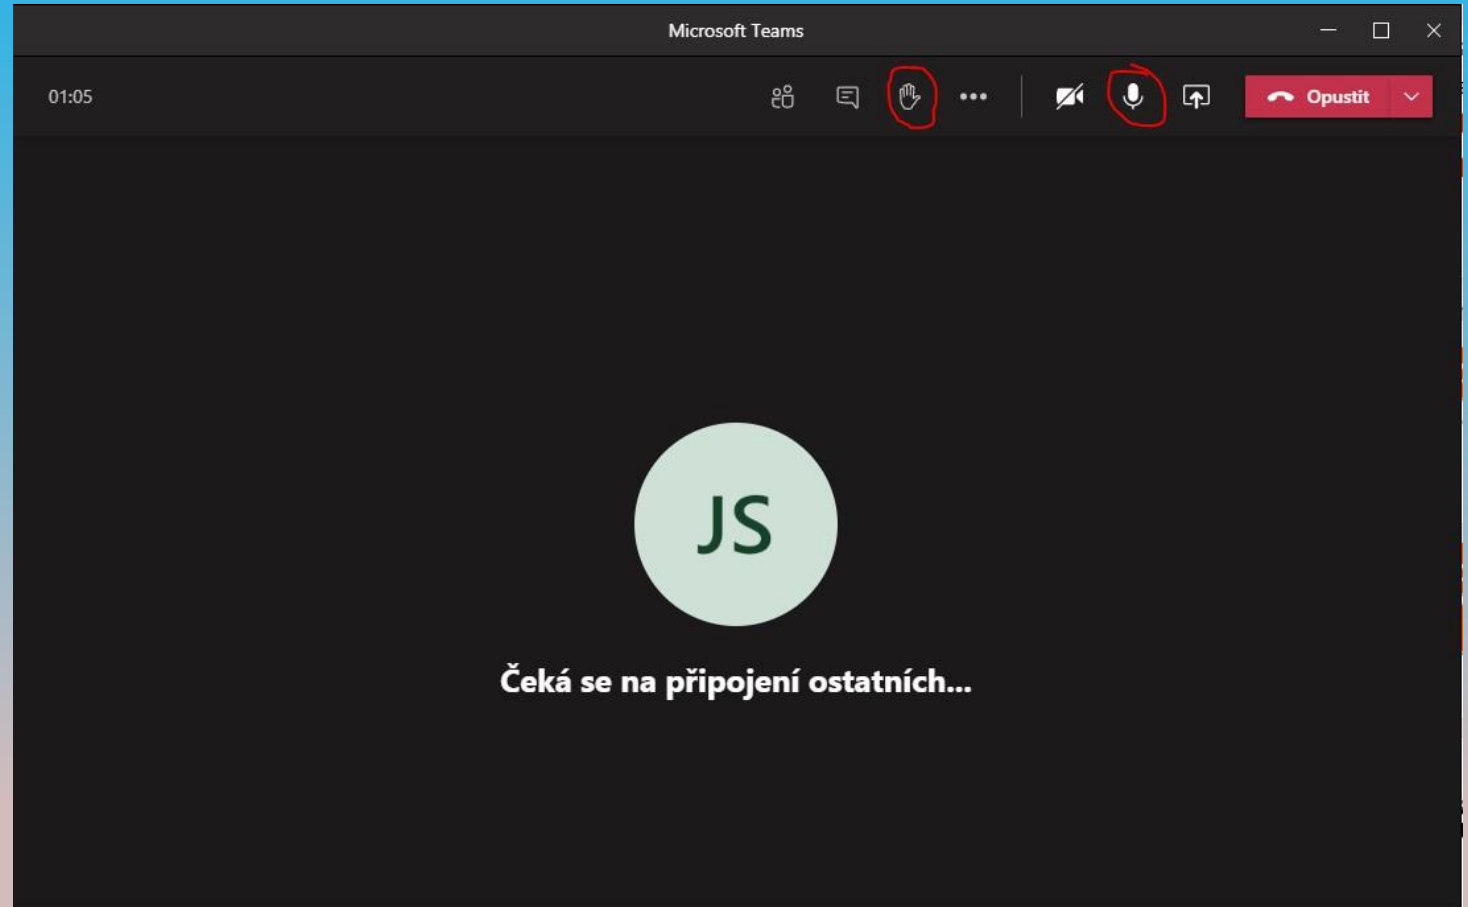 Microsoft Teams
01:05
Opustit
JS
Čeká se na připojení ostatních...